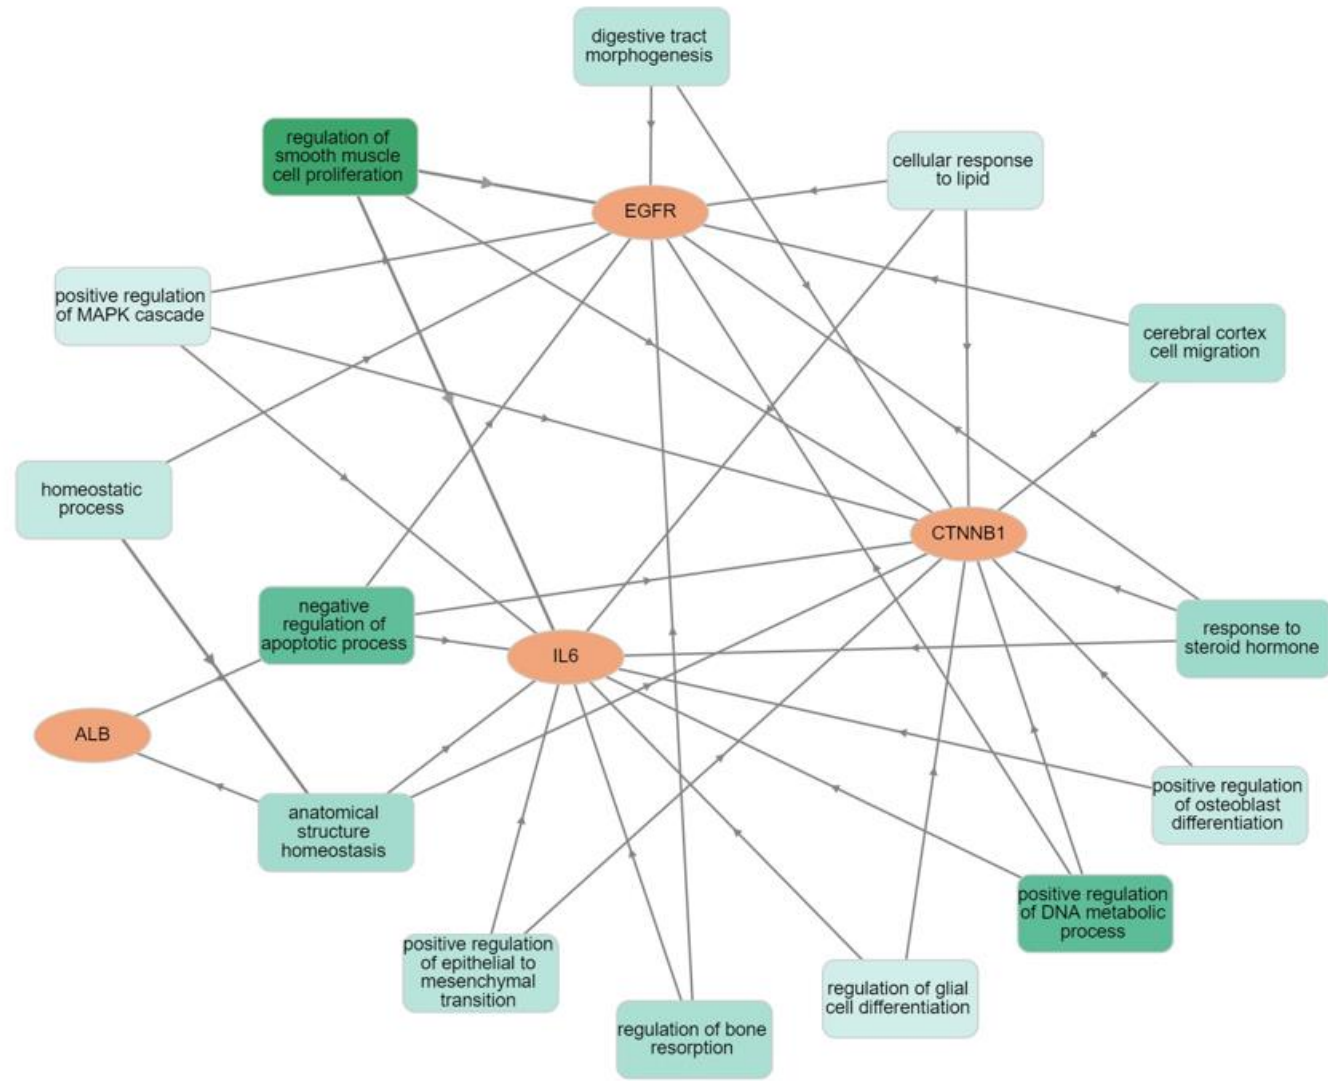 digestive tract
morphogenesis
regulation of
smooth muscle
cell proliferation
cellular response
to lipid
EGFR
positive regulation
of MAPK cascade
cerebral cortex
cell migration
homeostatic
process
CTNNB1
negative
regulation of
apoptotic process
IL6
response to
steroid hormone
ALB
anatomical
structure
homeostasis
positive regulation
of osteoblast
differentiation
positive regulation
of DNA metabolic
process
positive regulation
of epithelial to
mesenchymal
transition
regulation of glial
cell differentiation
regulation of bone
resorption